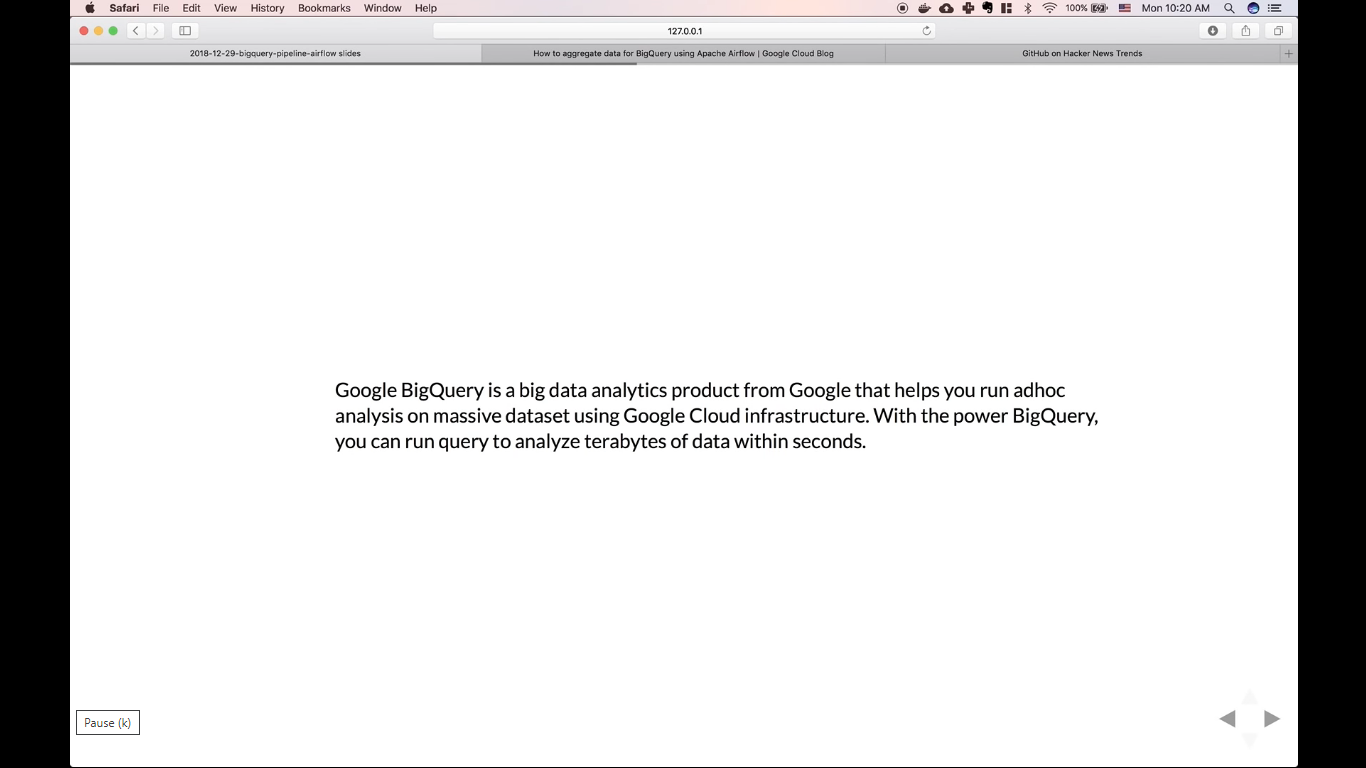 Safari File Edit View History Bookmarks Window Help 100% Mon 10:20 AM
127.0.0.1
2018-12-29-bigquery-pipeline-airflow slides
How to aggregate data for BigQuery using Apache Airflow | Google Cloud Blog
GitHub on Hacker News Trends
Google BigQuery is a big data analytics product from Google that helps you run adhoc
analysis on massive dataset using Google Cloud infrastructure. With the power BigQuery,
you can run query to analyze terabytes of data within seconds.
Pause (k)